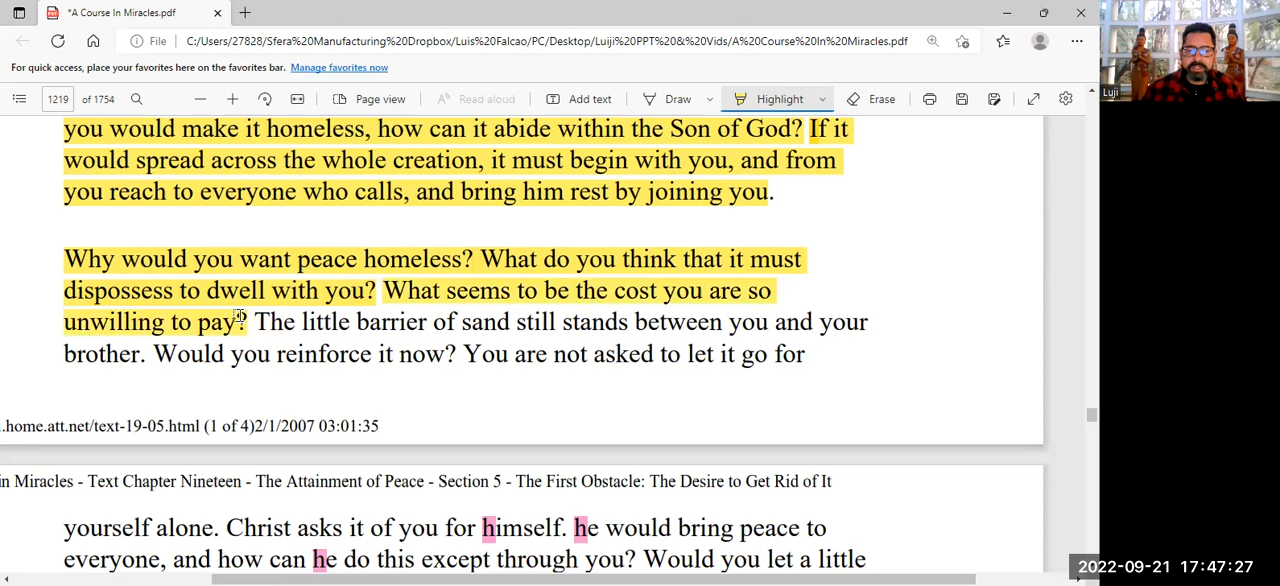 *A Course In Miracles.pdf
File C:/Users/27828/Sfera%20Manufacturing%20Dropbox/Luis%20Falcao/PC/Desktop/Luiji%20PPT%20&%20Vids/A%20Course%20In%20Miracles.pdf
For quick access, place your favorites here on the favorites bar. Manage favorites now
1219 of 1754 Page view Read aloud Add text Draw Highlight Erase
Luji
you would make it homeless, how can it abide within the Son of God? If it
would spread across the whole creation, it must begin with you, and from
you reach to everyone who calls, and bring him rest by joining you.
Why would you want peace homeless? What do you think that it must
dispossess to dwell with you? What seems to be the cost you are so
unwilling to pay? The little barrier of sand still stands between you and your
brother. Would you reinforce it now? You are not asked to let it go for
.home.att.net/text-19-05.html (1 of 4)2/1/2007 03:01:35
in Miracles - Text Chapter Nineteen - The Attainment of Peace - Section 5 - The First Obstacle: The Desire to Get Rid of It
yourself alone. Christ asks it of you for himself. he would bring peace to
everyone, and how can he do this except through you? Would you let a little
2022-09-21 17:47:27